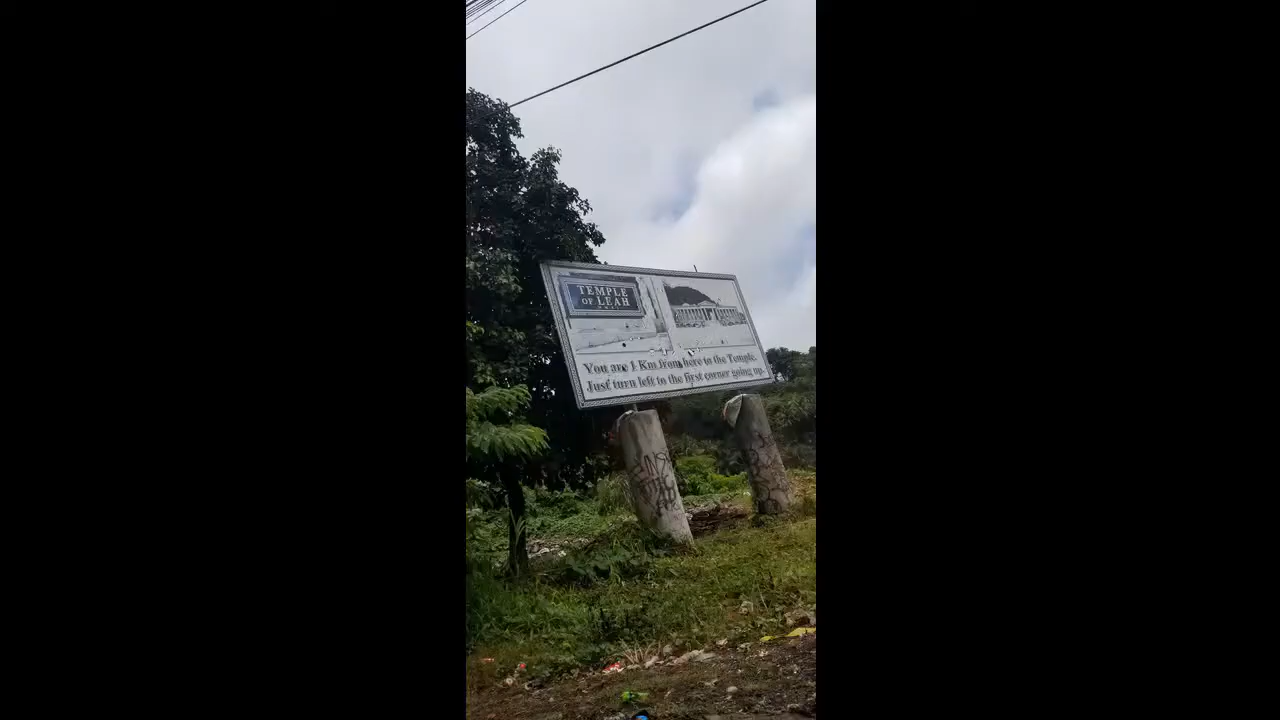 TEMPLE
OF LEAH
You are 1 Km from here to the Temple.
Just turn left to the first corner going up.